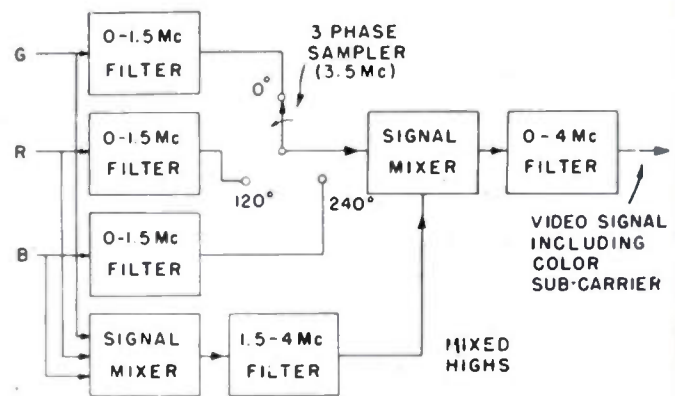 G
0-1.5 Mc
FILTER
3 PHASE
SAMPLER
(3.5 Mc)
0°
R
0-1.5 Mc
FILTER
120°
240°
SIGNAL
MIXER
0-4 Mc
FILTER
VIDEO SIGNAL
INCLUDING
COLOR
SUB-CARRIER
B
0-1.5 Mc
FILTER
SIGNAL
MIXER
1.5-4 Mc
FILTER
MIXED
HIGHS